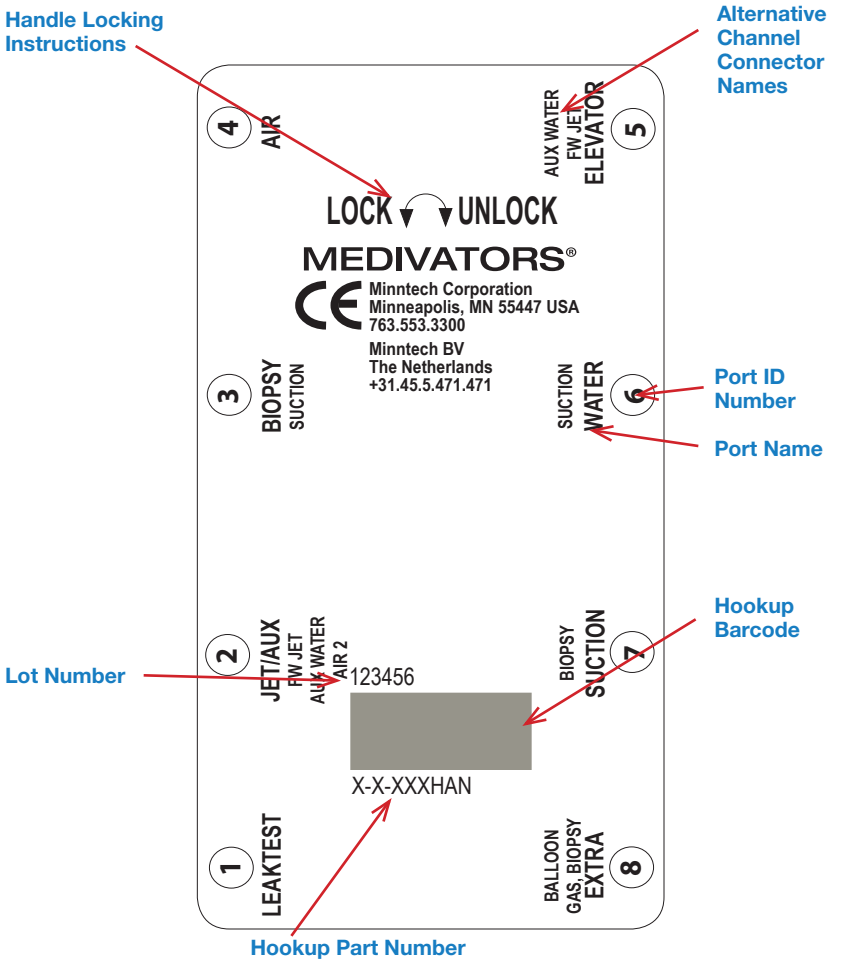 Handle Locking
Instructions
Alternative
Channel
Connector
Names
4
AIR
AUX WATER
FW JET
ELEVATOR
5
LOCK UNLOCK
MEDIVATORS®
CE
Minntech Corporation
Minneapolis, MN 55447 USA
763.553.3300
Minntech BV
The Netherlands
+31.45.5.471.471
3
BIOPSY
SUCTION
SUCTION
WATER
6
Port ID
Number
Port Name
2
JET/AUX
FW JET
AUX WATER
AIR 2
BIOPSY
SUCTION
7
Hookup
Barcode
Lot Number
123456
X-X-XXXHAN
1
LEAKTEST
BALLOON
GAS, BIOPSY
EXTRA
8
Hookup Part Number